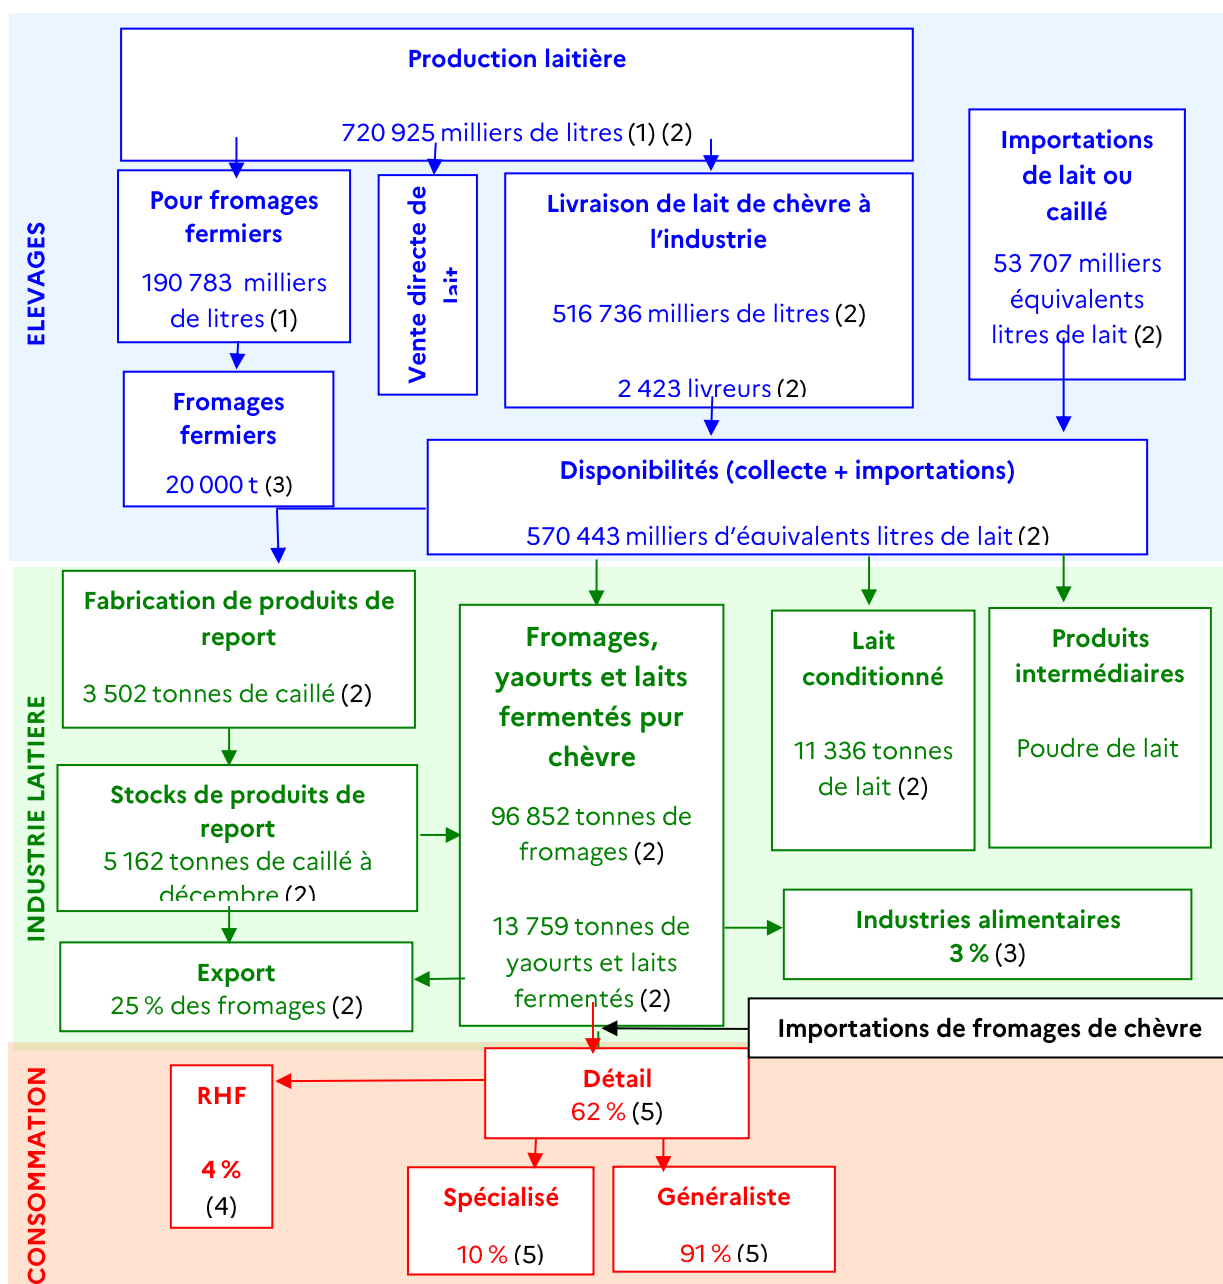 Production laitière
720 925 milliers de litres (1) (2)
ELEVAGES
Pour fromages
fermiers
190 783 milliers
de litres (1)
Vente directe de
lait
Livraison de lait de chèvre à
l’industrie
516 736 milliers de litres (2)
2 423 livreurs (2)
Importations
de lait ou
caillé
53 707 milliers
équivalents
litres de lait (2)
Fromages
fermiers
20 000 t (3)
Disponibilités (collecte + importations)
570 443 milliers d’équivalents litres de lait (2)
INDUSTRIE LAITIERE
Fabrication de produits de
report
3 502 tonnes de caillé (2)
Stocks de produits de
report
5 162 tonnes de caillé à
décembre (2)
Export
25 % des fromages (2)
Fromages,
yaourts et laits
fermentés pur
chèvre
96 852 tonnes de
fromages (2)
13 759 tonnes de
yaourts et laits
fermentés (2)
Lait
conditionné
11 336 tonnes
de lait (2)
Produits
intermédiaires
Poudre de lait
Industries alimentaires
3 % (3)
Importations de fromages de chèvre
CONSOMMATION
RHF
4 %
(4)
Détail
62 % (5)
Spécialisé
10 % (5)
Généraliste
91 % (5)